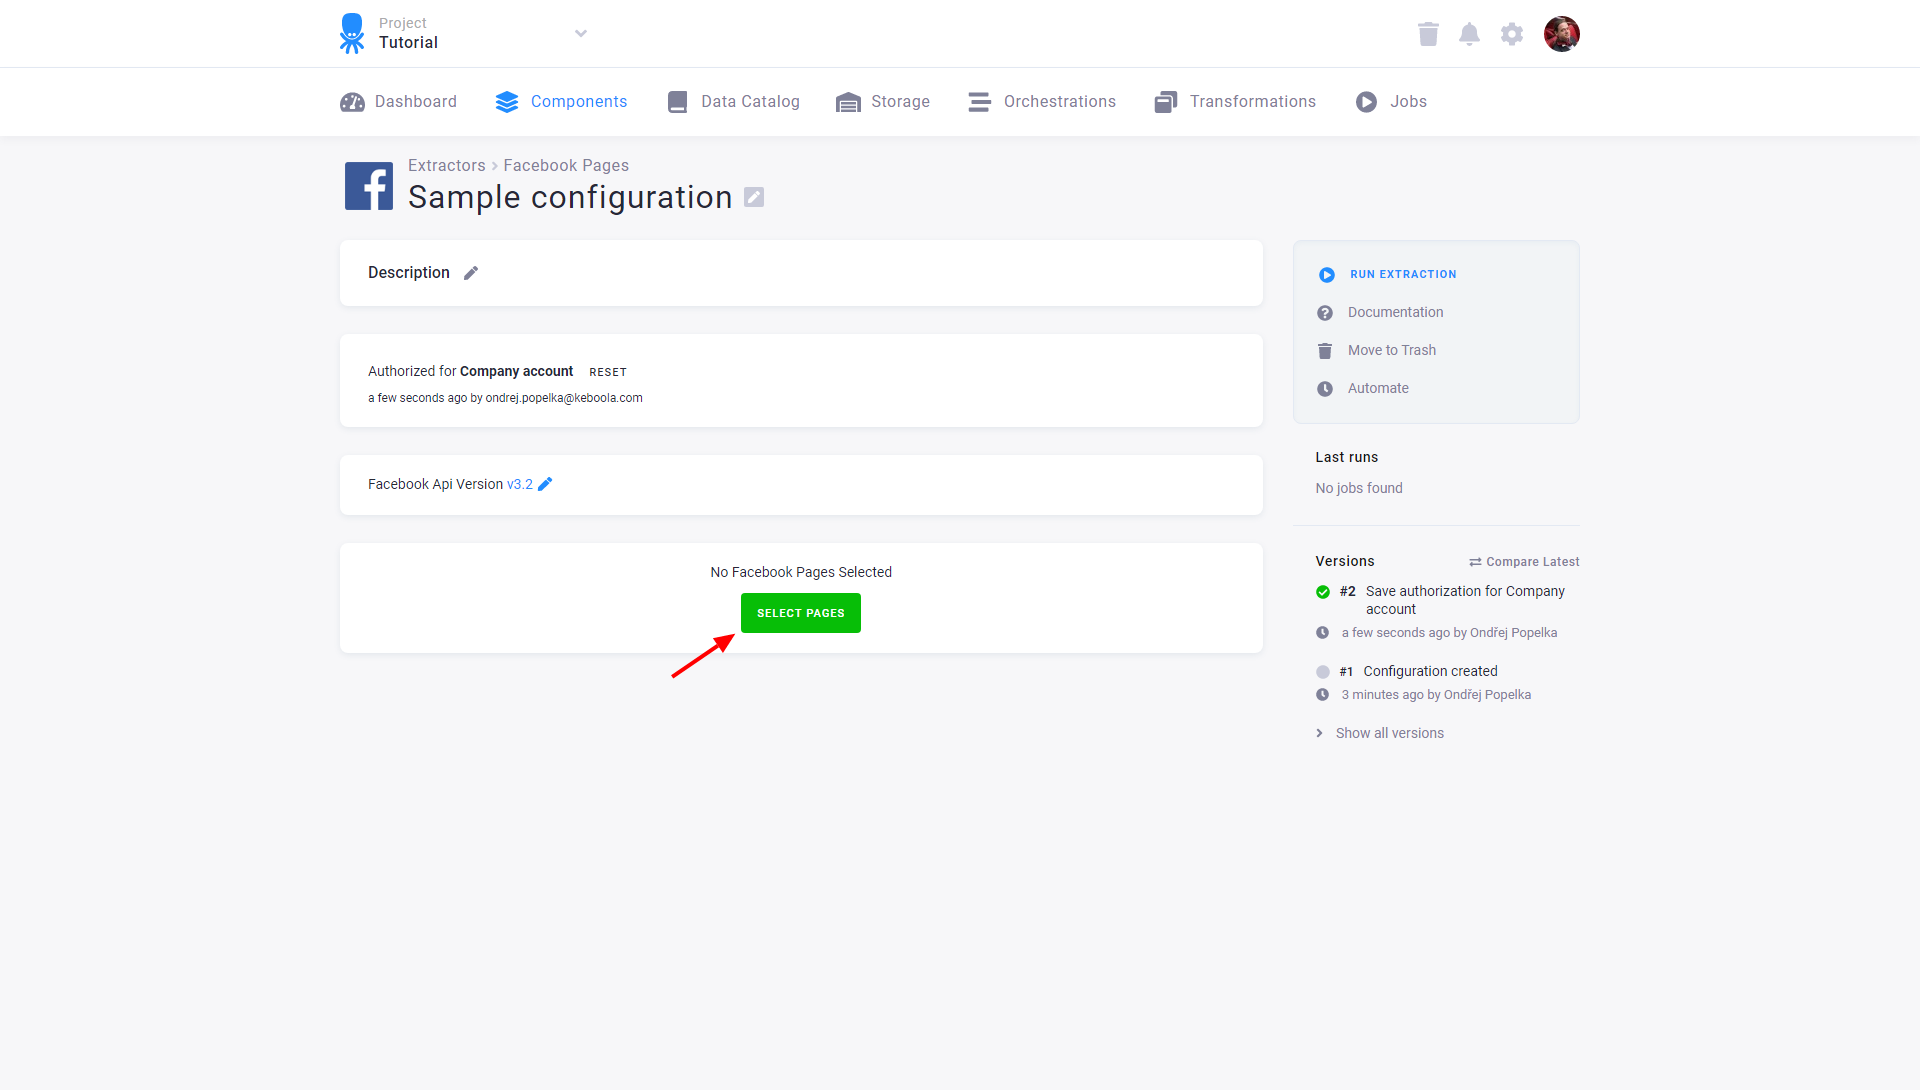 Project
Tutorial
Dashboard
Components
Data Catalog
Storage
Orchestrations
Transformations
Jobs
Extractors > Facebook Pages
Sample configuration
Description
Authorized for Company account RESET
a few seconds ago by ondrej.popelka@keboola.com
Facebook Api Version v3.2
No Facebook Pages Selected
SELECT PAGES
RUN EXTRACTION
Documentation
Move to Trash
Automate
Last runs
No jobs found
Versions
Compare Latest
#2 Save authorization for Company
account
a few seconds ago by Ondřej Popelka
#1 Configuration created
3 minutes ago by Ondřej Popelka
Show all versions